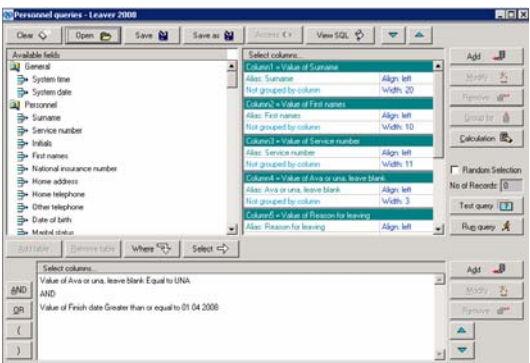 Personnel queries - Leaver 2008
Clear Open Save Save as Access View SQL
Available fields
General
System time
System date
Personnel
Surname
Service number
Initials
First names
National insurance number
Home address
Home telephone
Other telephone
Date of birth
Marital status
Select columns...
Column1 = Value of Surname
Alias: Surname Align: left
Not grouped by column Width: 20
Column2 = Value of First names
Alias: First names Align: left
Not grouped by column Width: 10
Column3 = Value of Service number
Alias: Service number Align: left
Not grouped by column Width: 11
Column4 = Value of Ava or una, leave blank
Alias: Ava or una, leave blank Align: left
Not grouped by column Width: 3
Column5 = Value of Reason for leaving
Alias: Reason for leaving Align: left
Add
Modify
Remove
Group by
Calculation
Random Selection
No of Records: 0
Test query
Run query
Add table Remove table Where Select
Select columns...
Value of Ava or una, leave blank Equal to UNA
AND
Value of Finish date Greater than or equal to 01 04 2008
AND
OR
(
)
Add
Modify
Remove